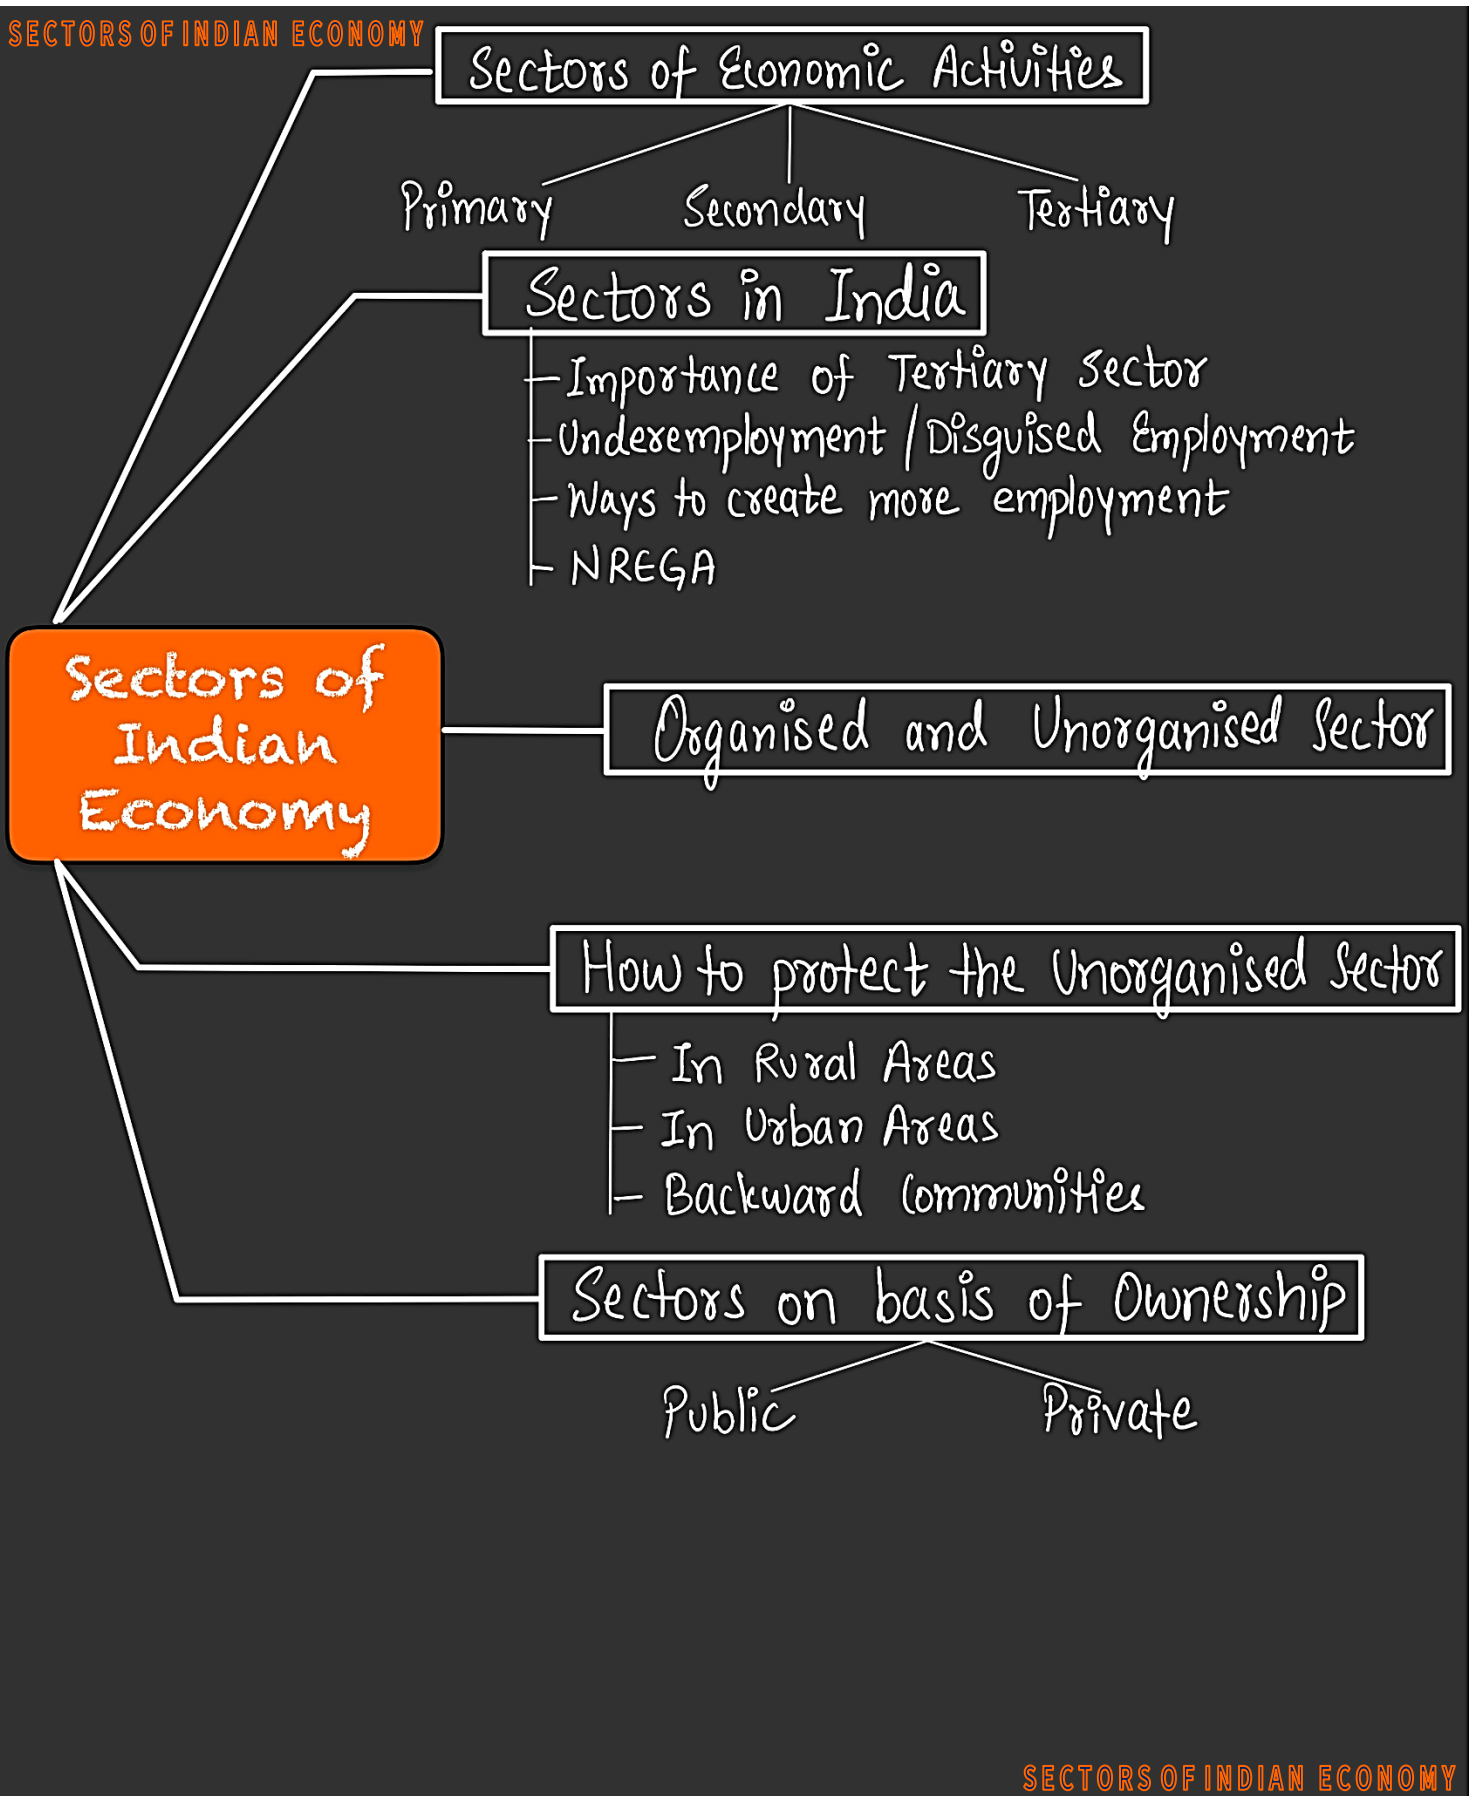 SECTORS OF INDIAN ECONOMY
Sectors of Economic Activities
Primary Secondary Tertiary
Sectors in India
Importance of Tertiary Sector
Underemployment / Disguised Employment
Ways to create more employment
NREGA
Sectors of
Indian
Economy
Organised and Unorganised Sector
How to protect the Unorganised Sector
In Rural Areas
In Urban Areas
Backward Communities
Sectors on basis of Ownership
Public Private
SECTORS OF INDIAN ECONOMY